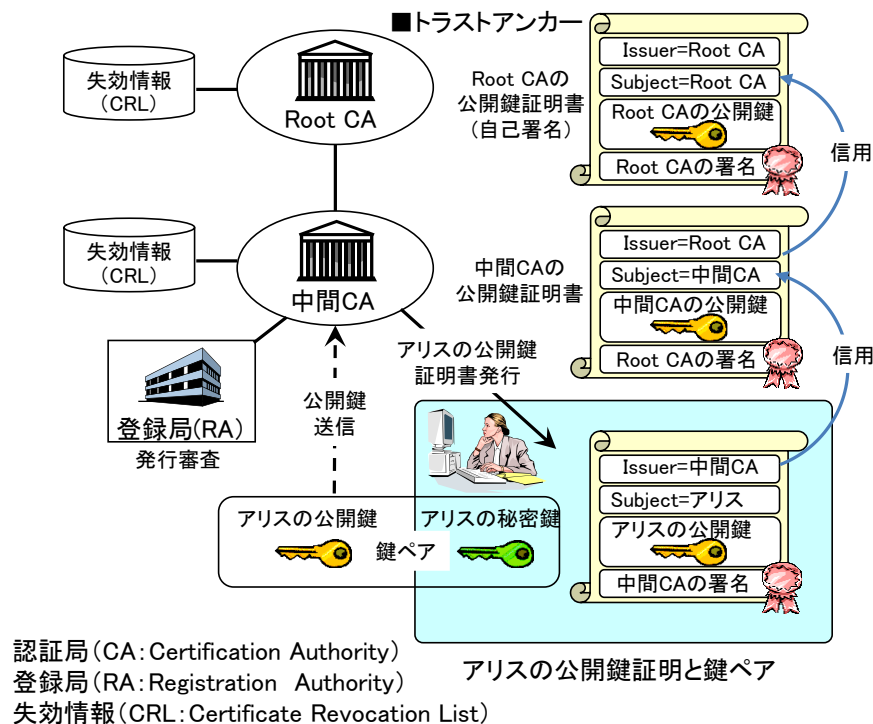 ■トラストアンカー
失効情報
(CRL)
Root CA
Root CAの
公開鍵証明書
(自己署名)
Issuer=Root CA
Subject=Root CA
Root CAの公開鍵
Root CAの署名
信用
失効情報
(CRL)
中間CA
中間CAの
公開鍵証明書
Issuer=Root CA
Subject=中間CA
中間CAの公開鍵
Root CAの署名
信用
登録局(RA)
発行審査
公開鍵
送信
アリスの公開鍵
証明書発行
Issuer=中間CA
Subject=アリス
アリスの公開鍵
中間CAの署名
アリスの公開鍵
鍵ペア
アリスの秘密鍵
アリスの公開鍵証明と鍵ペア
認証局(CA:Certification Authority)
登録局(RA:Registration Authority)
失効情報(CRL:Certificate Revocation List)